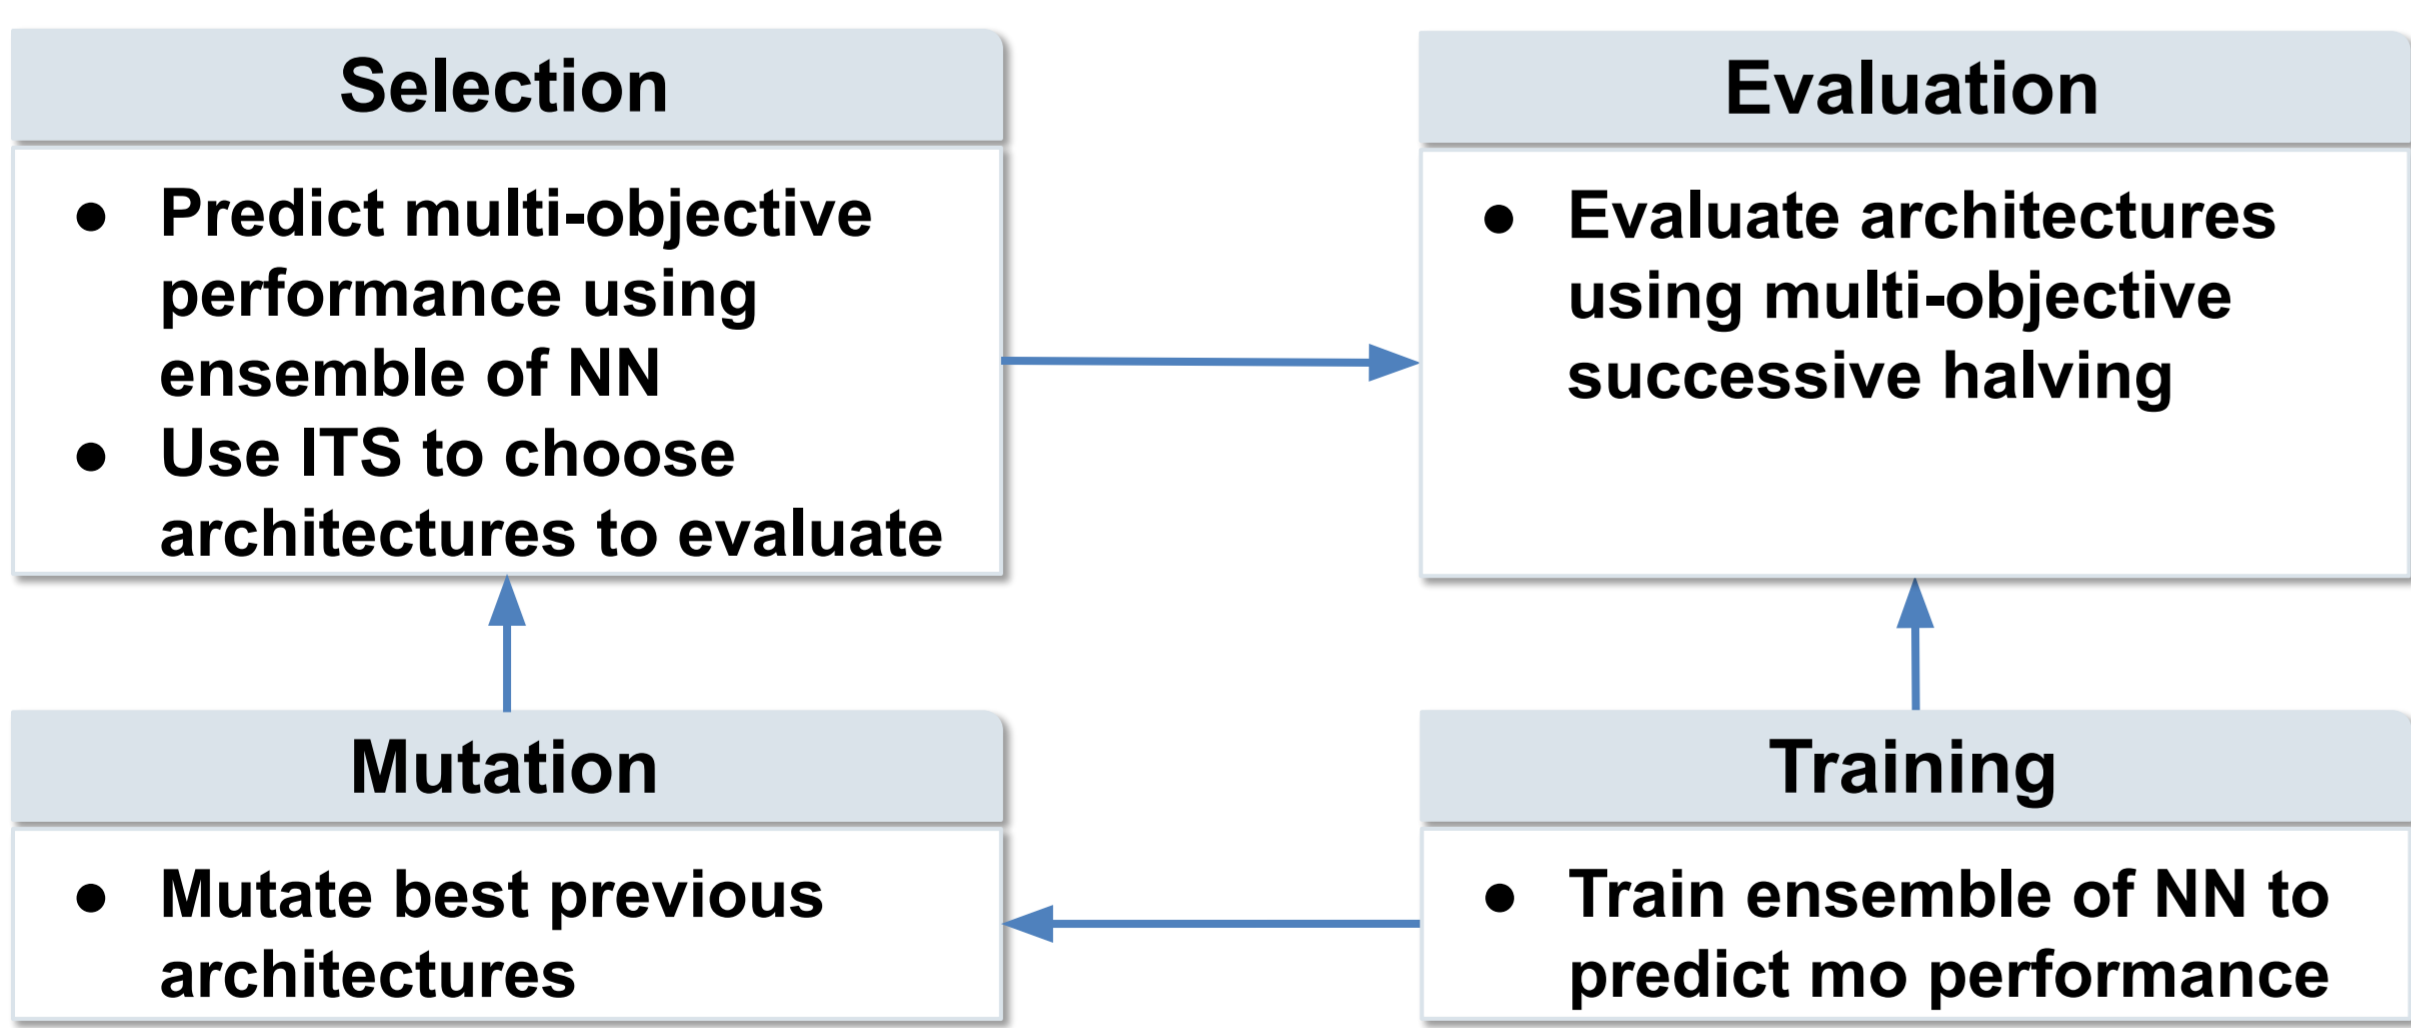 Selection
● Predict multi-objective
performance using
ensemble of NN
● Use ITS to choose
architectures to evaluate
Evaluation
● Evaluate architectures
using multi-objective
successive halving
Mutation
● Mutate best previous
architectures
Training
● Train ensemble of NN to
predict mo performance